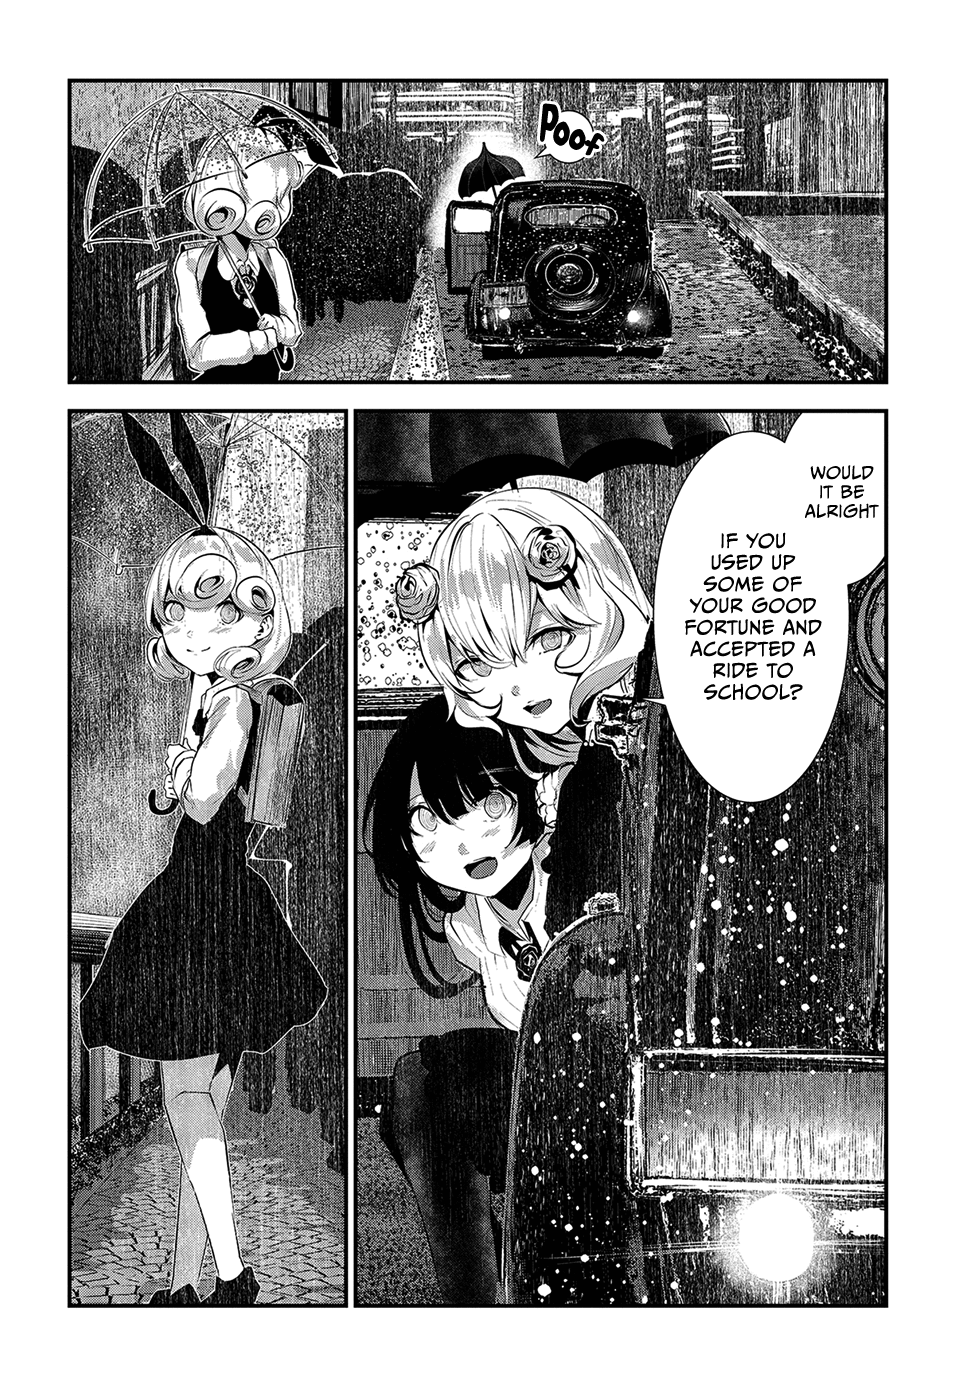 Poof
WOULD
IT BE
ALRIGHT
IF YOU
USED UP
SOME OF
YOUR GOOD
FORTUNE AND
ACCEPTED A
RIDE TO
SCHOOL?